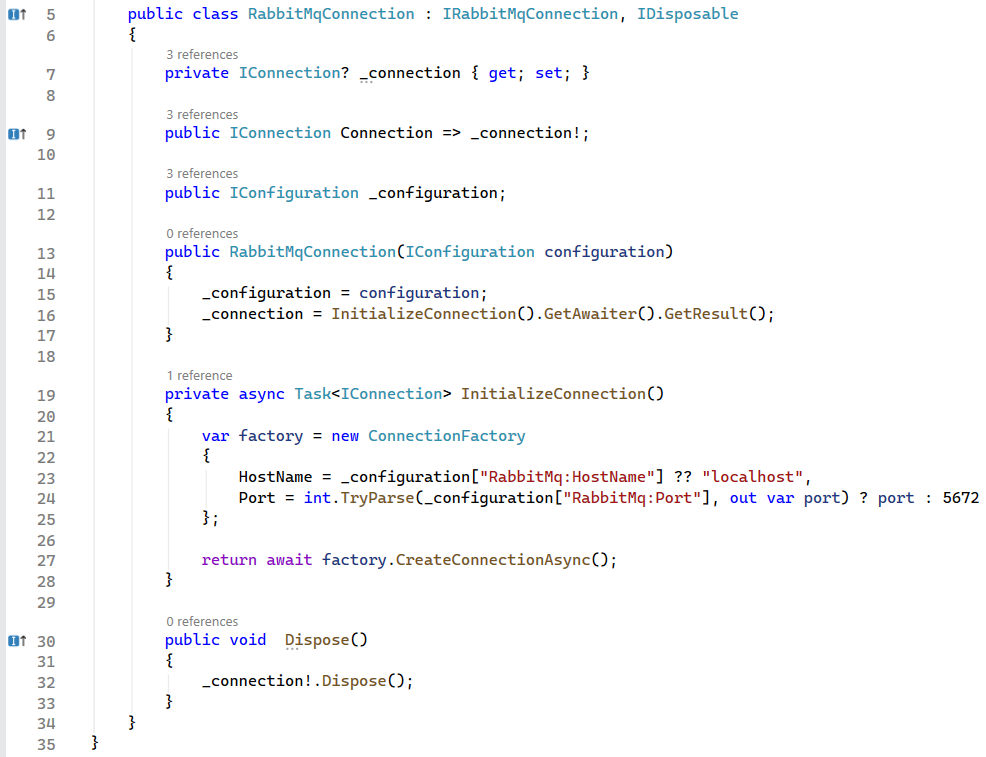 5 public class RabbitMqConnection : IRabbitMqConnection, IDisposable
6 {
3 references
7 private IConnection? _connection { get; set; }
8
3 references
9 public IConnection Connection => _connection!;
10
3 references
11 public IConfiguration _configuration;
12
0 references
13 public RabbitMqConnection(IConfiguration configuration)
14 {
15 _configuration = configuration;
16 _connection = InitializeConnection().GetAwaiter().GetResult();
17 }
18
1 reference
19 private async Task<IConnection> InitializeConnection()
20 {
21 var factory = new ConnectionFactory
22 {
23 HostName = _configuration["RabbitMq:HostName"] ?? "localhost",
24 Port = int.TryParse(_configuration["RabbitMq:Port"], out var port) ? port : 5672
25 };
26
27 return await factory.CreateConnectionAsync();
28 }
29
0 references
30 public void  Dispose()
31 {
32 _connection!.Dispose();
33 }
34 }
35 }